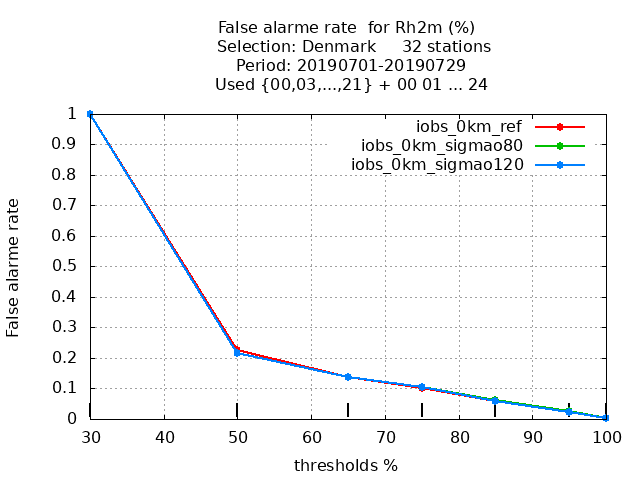 False alarme rate  for Rh2m (%)
Selection: Denmark     32 stations
Period: 20190701-20190729
Used {00,03,...,21} + 00 01 ... 24
iobs_0km_ref
iobs_0km_sigmao80
iobs_0km_sigmao120
False alarme rate
1
0.9
0.8
0.7
0.6
0.5
0.4
0.3
0.2
0.1
0
30 40 50 60 70 80 90 100
thresholds %